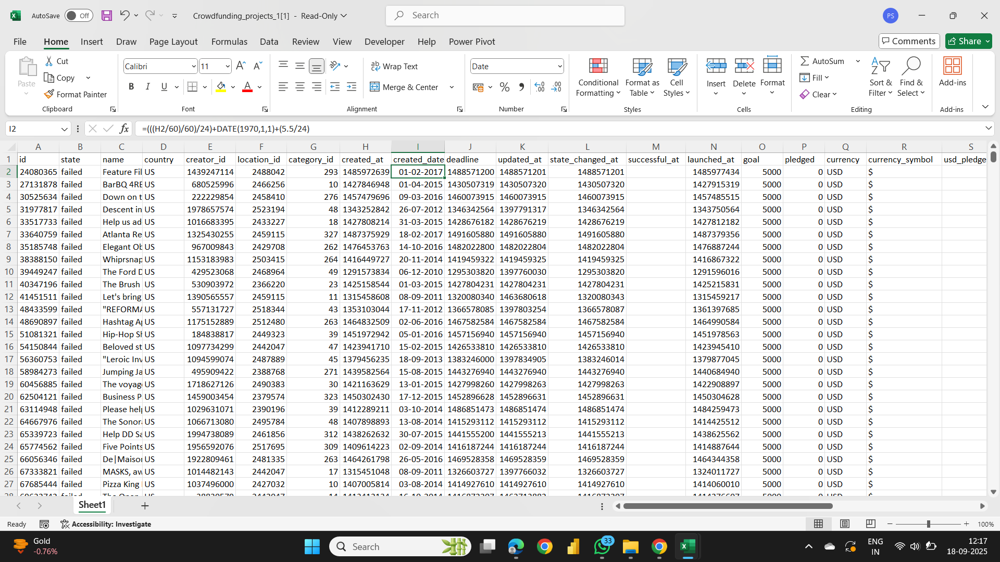 AutoSave Off Crowdfunding_projects_1[1] - Read-Only Search PS
File Home Insert Draw Page Layout Formulas Data Review View Developer Help Power Pivot Comments Share
Paste Cut Copy Format Painter Clipboard
Calibri 11 B I U A Font
ab Wrap Text Merge & Center Alignment
Date % Number
Conditional Formatting Format as Table Cell Styles Styles
Insert Delete Format Cells
AutoSum Fill Clear Sort & Filter Find & Select Editing
Add-ins Add-ins
I2 fx =(((H2/60)/60)/24)+DATE(1970,1,1)+(5.5/24)
A B C D E F G H I J K L M N O P Q R S
1 id state name country creator_id location_id category_id created_at created_date deadline updated_at state_changed_at successful_at launched_at goal pledged currency currency_symbol usd_pledge
2 24080365 failed Feature Fil US 1439247114 2488042 293 1485972639 01-02-2017 1488571200 1488571201 1488571201 1485977434 5000 0 USD $
3 27131878 failed BarBQ 4RE US 680525996 2466256 10 1427846948 01-04-2015 1430507319 1430507320 1430507320 1427915319 5000 0 USD $
4 30525634 failed Down on t US 222229854 2458410 276 1457479696 09-03-2016 1460073915 1460073915 1460073915 1457485515 5000 0 USD $
5 31977817 failed Descent in US 1978657574 2523194 48 1343252842 26-07-2012 1346342564 1397791317 1346342564 1343750564 5000 0 USD $
6 33517733 failed Help us ad US 1016683395 2433227 18 1427808214 31-03-2015 1428676182 1428676219 1428676219 1427812182 5000 0 USD $
7 33640759 failed Atlanta Re US 1325430255 2459115 327 1487375929 18-02-2017 1491605880 1491605880 1491605880 1487379356 5000 0 USD $
8 35185748 failed Elegant Ob US 967009843 2429708 262 1476453763 14-10-2016 1482022800 1482022804 1482022804 1476887244 5000 0 USD $
9 38388150 failed Whiprsnap US 1153183983 2503415 264 1416449727 20-11-2014 1419459322 1419459325 1419459325 1416867322 5000 0 USD $
10 39449247 failed The Ford D US 429523068 2468964 49 1291573834 06-12-2010 1295303820 1397760030 1295303820 1291596016 5000 0 USD $
11 40347196 failed The Brush US 530903972 2366220 23 1425158544 01-03-2015 1427804231 1427804231 1427804231 1425215831 5000 0 USD $
12 41451511 failed Let's bring US 1390565557 2459115 11 1315458608 08-09-2011 1320080340 1463680618 1320080343 1315459217 5000 0 USD $
13 48433599 failed "REFORMA US 557131727 2518344 43 1353103044 17-11-2012 1366578085 1397803254 1366578087 1361397685 5000 0 USD $
14 48690897 failed Hashtag Ap US 1175152889 2512480 263 1464832509 02-06-2016 1467582584 1467582584 1467582584 1464990584 5000 0 USD $
15 51081321 failed Hip-Hop Sh US 184838817 2449323 39 1451972942 05-01-2016 1457156940 1457156940 1457156940 1451978563 5000 0 USD $
16 54150844 failed Beloved st US 1097734299 2442047 47 1423941710 15-02-2015 1426533810 1426533810 1426533810 1423945410 5000 0 USD $
17 56360753 failed "Leroic Inv US 1094599074 2487889 45 1379456235 18-09-2013 1383246000 1397834905 1383246014 1379877045 5000 0 USD $
18 58984273 failed Jumping Ja US 495909422 2388768 271 1439582564 15-08-2015 1443276940 1443276940 1443276940 1440684940 5000 0 USD $
19 60456885 failed The voyag US 1718627126 2490383 30 1421163629 13-01-2015 1427998260 1427998263 1427998263 1422908897 5000 0 USD $
20 62504121 failed Business P US 1459003454 2379574 323 1450302430 17-12-2015 1452896628 1452896631 1452896631 1450304628 5000 0 USD $
21 63114948 failed Please help US 1029631071 2390196 39 1412289211 03-10-2014 1486851473 1486851474 1486851474 1484259473 5000 0 USD $
22 64667976 failed The Sonor US 1066713080 2495784 48 1407898893 13-08-2014 1415293112 1415293112 1415293112 1414425512 5000 0 USD $
23 65339723 failed Help DD Sa US 1994738089 2461856 312 1438262632 30-07-2015 1441555200 1441555213 1441555213 1438625562 5000 0 USD $
24 65774562 failed Five Points US 1956592076 2517695 309 1409614223 02-09-2014 1416187244 1416187244 1416187244 1414887644 5000 0 USD $
25 66056346 failed De|Maison US 1922809461 2481335 263 1464261798 26-05-2016 1469528358 1469528359 1469528359 1464344358 5000 0 USD $
26 67333821 failed MASKS, aw US 1014482143 2442047 17 1315451048 08-09-2011 1326603727 1397766032 1326603727 1324011727 5000 0 USD $
27 67685444 failed Pizza King US 1037496000 2427032 10 1407005814 03-08-2014 1414927610 1414927610 1414927610 1414060010 5000 0 USD $
Sheet1
Ready Accessibility: Investigate 100%
Gold
-0.76%
Search
33
ENG
IN
12:17
18-09-2025